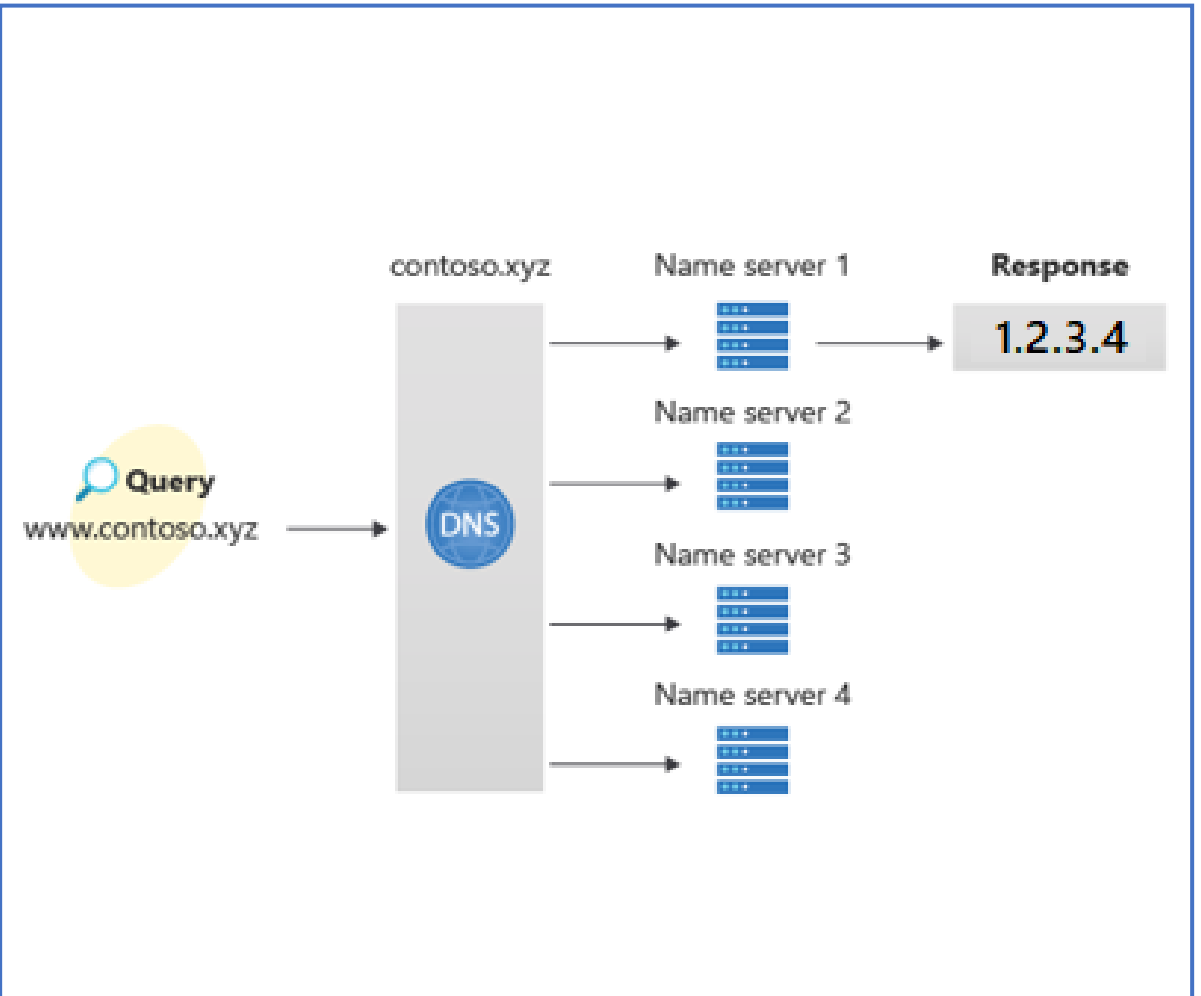 contoso.xyz
Name server 1
Response
1.2.3.4
Name server 2
Query
www.contoso.xyz
DNS
Name server 3
Name server 4